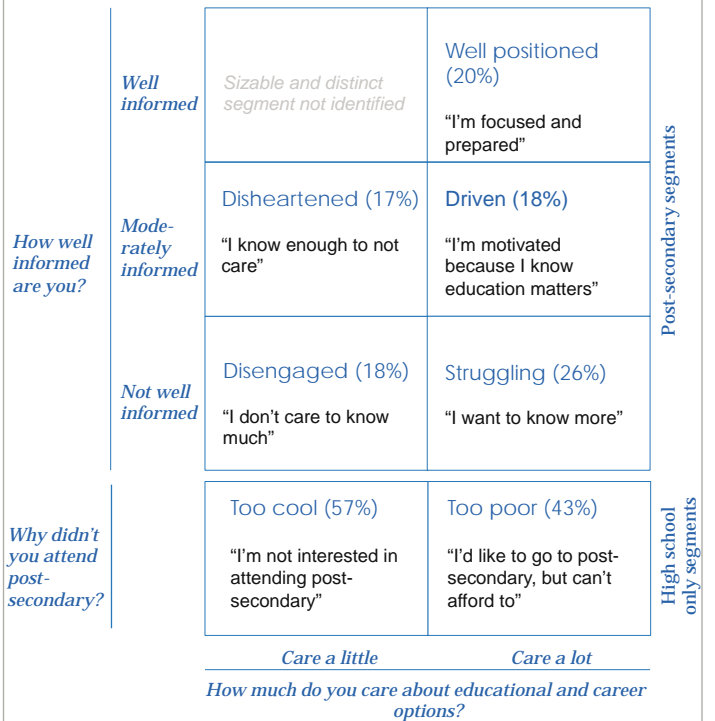 How well
informed
are you?
Well
informed
Sizable and distinct
segment not identified
Well positioned
(20%)
“I’m focused and
prepared”
Mode-
rately
informed
Disheartened (17%)
“I know enough to not
care”
Driven (18%)
“I’m motivated
because I know
education matters”
Not well
informed
Disengaged (18%)
“I don’t care to know
much”
Struggling (26%)
“I want to know more”
Post-secondary segments
Why didn’t
you attend
post-
secondary?
Too cool (57%)
“I’m not interested in
attending post-
secondary”
Too poor (43%)
“I’d like to go to post-
secondary, but can’t
afford to”
High school
only segments
Care a little
Care a lot
How much do you care about educational and career
options?